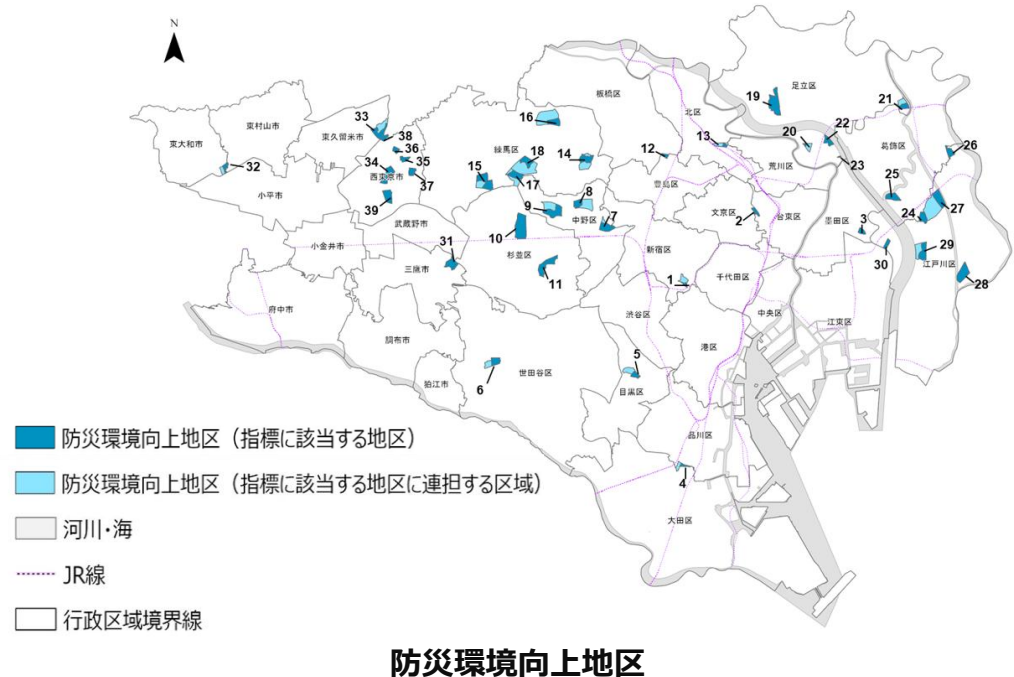 N
足立区
板橋区
19
21
北区
33
東村山市
16
22
38
東久留米市
20
13
東大和市
36
練馬区
18
14
12
葛飾区
26
34
35
荒川区
32
15
23
西東京市
豊島区
37
17
25
小平市
8
39
9
文京区
27
中野区
7
2
台東区
24
武蔵野市
墨田区
3
10
31
小金井市
新宿区
29
杉並区
30
江戸川区
三鷹市
1
千代田区
11
28
府中市
渋谷区
中央区
江東区
調布市
港区
5
世田谷区
狛江市
6
目黒区
品川区
4
大田区
防災環境向上地区（指標に該当する地区）
防災環境向上地区（指標に該当する地区に連担する区域）
河川・海
JR線
行政区域境界線
防災環境向上地区